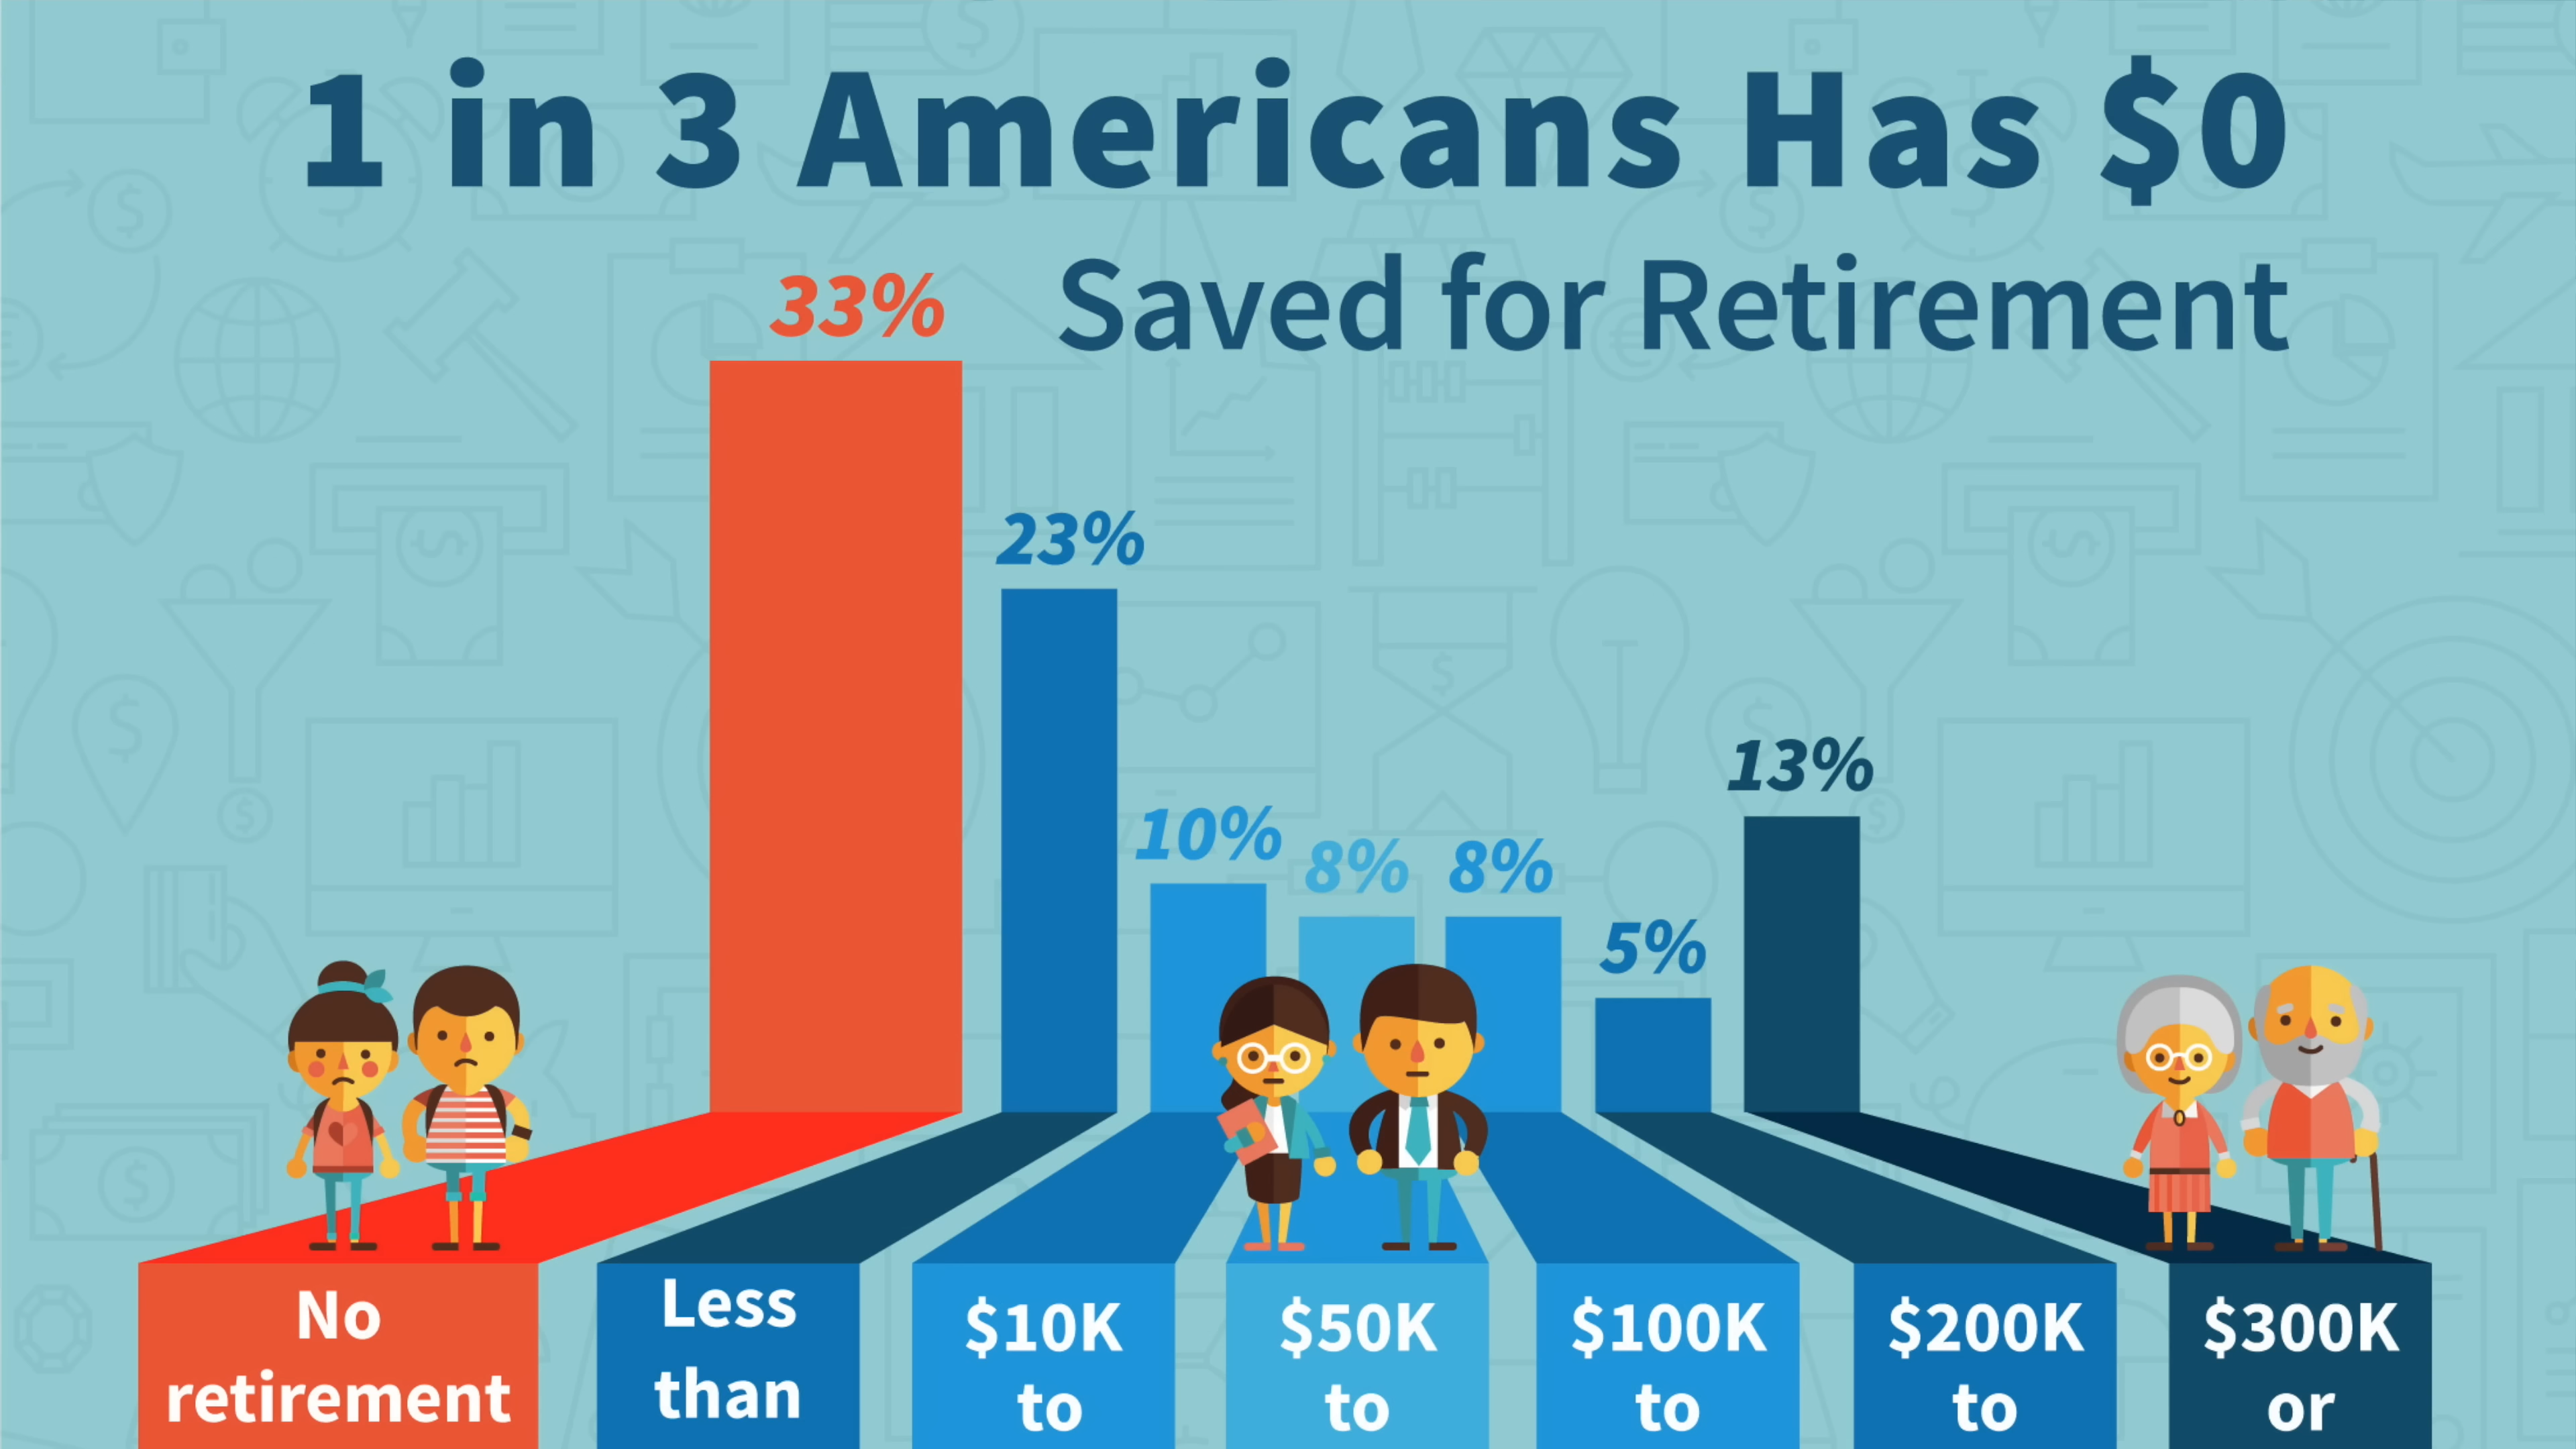 1 in 3 Americans Has $0
Saved for Retirement
33%
23%
10%
8%
8%
5%
13%
No
retirement
Less
than
$10K
to
$50K
to
$100K
to
$200K
to
$300K
or